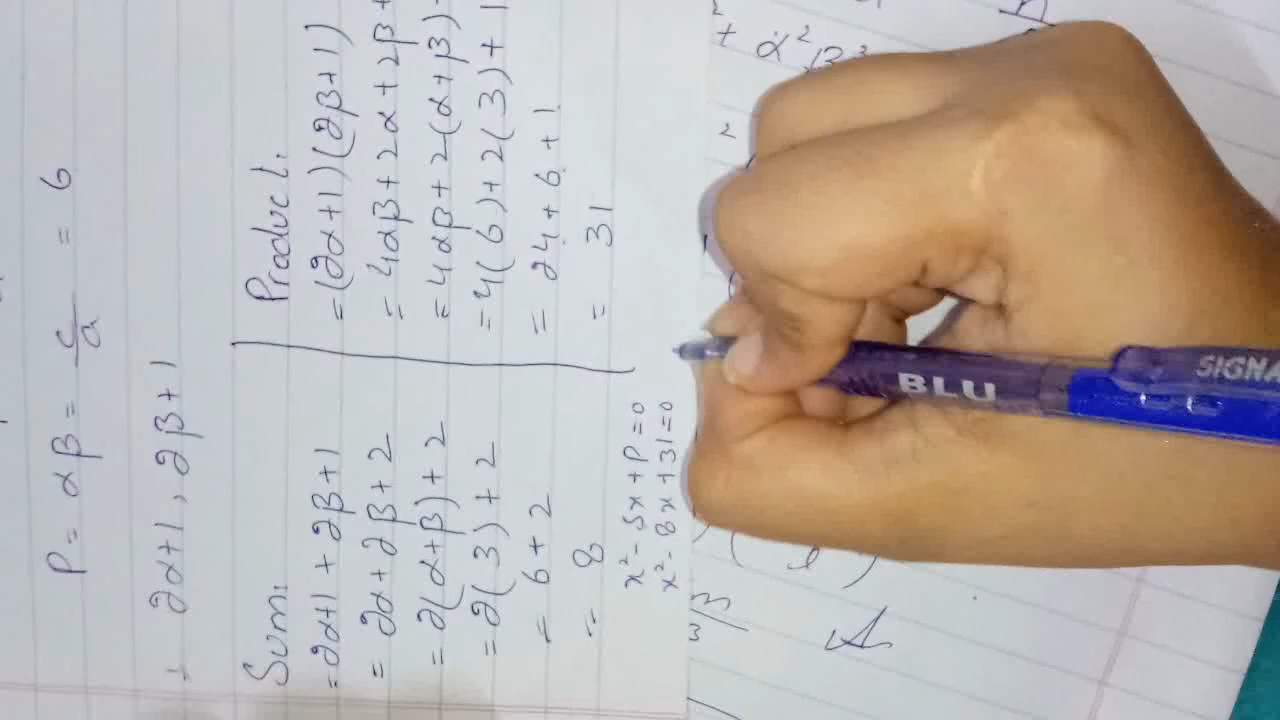 P = αβ = c/a = 6
= 2α+1, 2β+1
Sum:
= 2α+1 + 2β+1
= 2α + 2β + 2
= 2(α+β) + 2
= 2(3) + 2
= 6 + 2
= 8
Product:
= (2α+1)(2β+1)
= 4αβ + 2α + 2β +
= 4αβ + 2(α+β) +
= 4(6) + 2(3) + 1
= 24 + 6 + 1
= 31
x² - Sx + P = 0
x² - 8x + 31 = 0
+ α²β
2
BLU
SIGNA